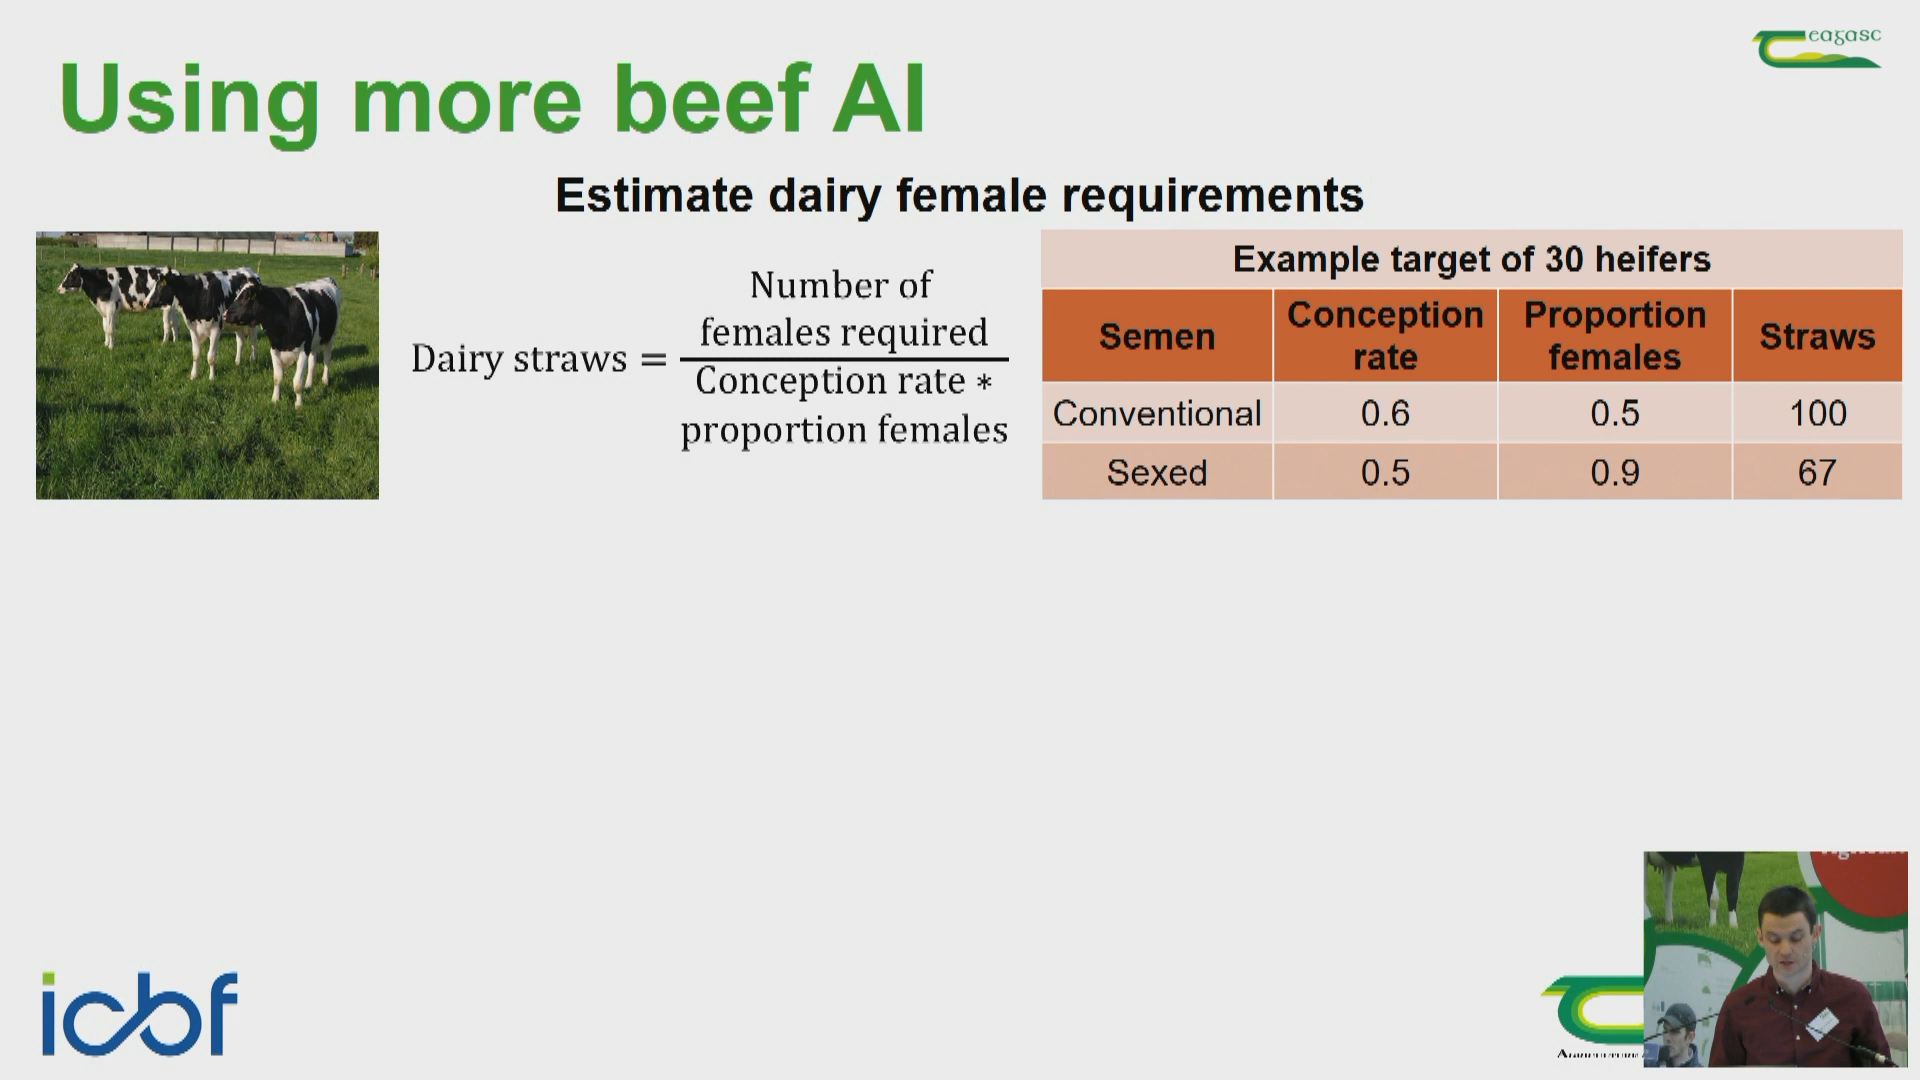 eagasc
Using more beef AI
Estimate dairy female requirements
Dairy straws =
Number of
females required
Conception rate *
proportion females
Example target of 30 heifers
Semen Conception rate Proportion females Straws
Conventional 0.6 0.5 100
Sexed 0.5 0.9 67
icbf